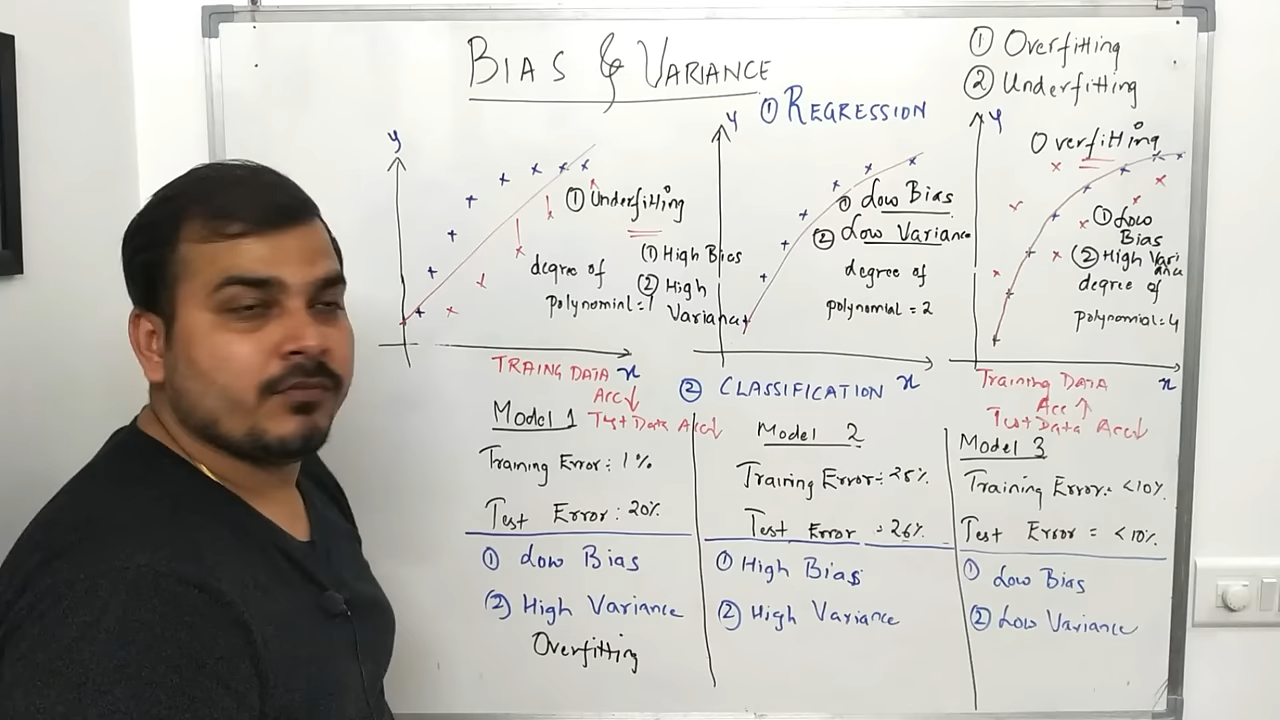 BIAS & VARIANCE
① Overfitting
② Underfitting
① REGRESSION
y
① Underfitting
① High Bias
② High
Variance
degree of
polynomial = 1
x
TRAING DATA
Acc ↓
Test Data Acc↓
y
① Low Bias
② Low Variance
degree of
polynomial = 2
x
y
Overfitting
① Low
Bias
② High Vari
ance
degree of
polynomial = 4
x
Training DATA
Acc ↑
Test Data Acc↓
② CLASSIFICATION
Model 1
Training Error: 1%
Test Error: 20%
① Low Bias
② High Variance
Overfitting
Model 2
Training Error: 25%
Test Error = 26%
① High Bias
② High Variance
Model 3
Training Error: <10%.
Test Error = <10%.
① Low Bias
② Low Variance